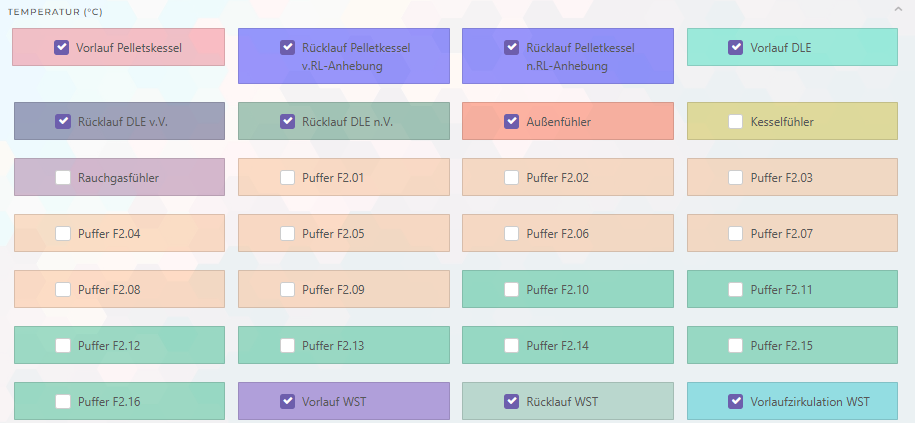 TEMPERATUR (°C)
Vorlauf Pelletskessel
Rücklauf Pelletkessel
v.RL-Anhebung
Rücklauf Pelletkessel
n.RL-Anhebung
Vorlauf DLE
Rücklauf DLE v.V.
Rücklauf DLE n.V.
Außenfühler
Kesselfühler
Rauchgasfühler
Puffer F2.01
Puffer F2.02
Puffer F2.03
Puffer F2.04
Puffer F2.05
Puffer F2.06
Puffer F2.07
Puffer F2.08
Puffer F2.09
Puffer F2.10
Puffer F2.11
Puffer F2.12
Puffer F2.13
Puffer F2.14
Puffer F2.15
Puffer F2.16
Vorlauf WST
Rücklauf WST
Vorlaufzirkulation WST